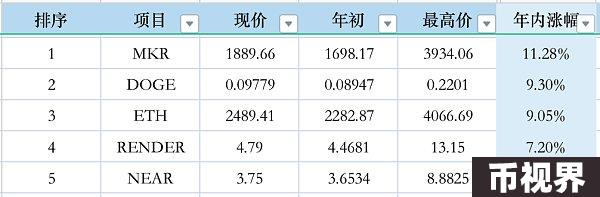 排序 项目 现价 年初 最高价 年内涨幅
1 MKR 1889.66 1698.17 3934.06 11.28%
2 DOGE 0.09779 0.08947 0.2201 9.30%
3 ETH 2489.41 2282.87 4066.69 9.05%
4 RENDER 4.79 4.4681 13.15 7.20%
5 NEAR 3.75 3.6534 8.8825
币视界